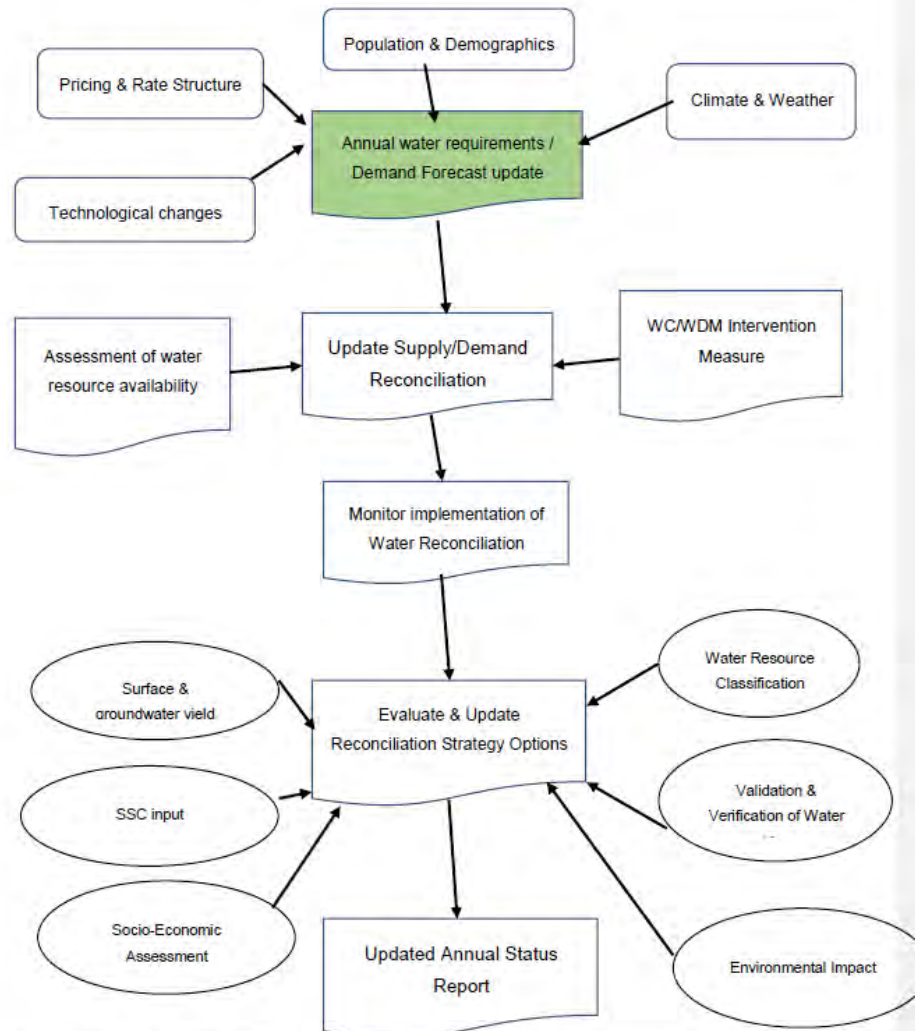 Population & Demographics
Pricing & Rate Structure
Climate & Weather
Annual water requirements /
Demand Forecast update
Technological changes
Assessment of water
resource availability
Update Supply/Demand
Reconciliation
WC/WDM Intervention
Measure
Monitor implementation of
Water Reconciliation
Surface &
groundwater yield
Water Resource
Classification
Evaluate & Update
Reconciliation Strategy Options
SSC input
Validation &
Verification of Water
Socio-Economic
Assessment
Updated Annual Status
Report
Environmental Impact